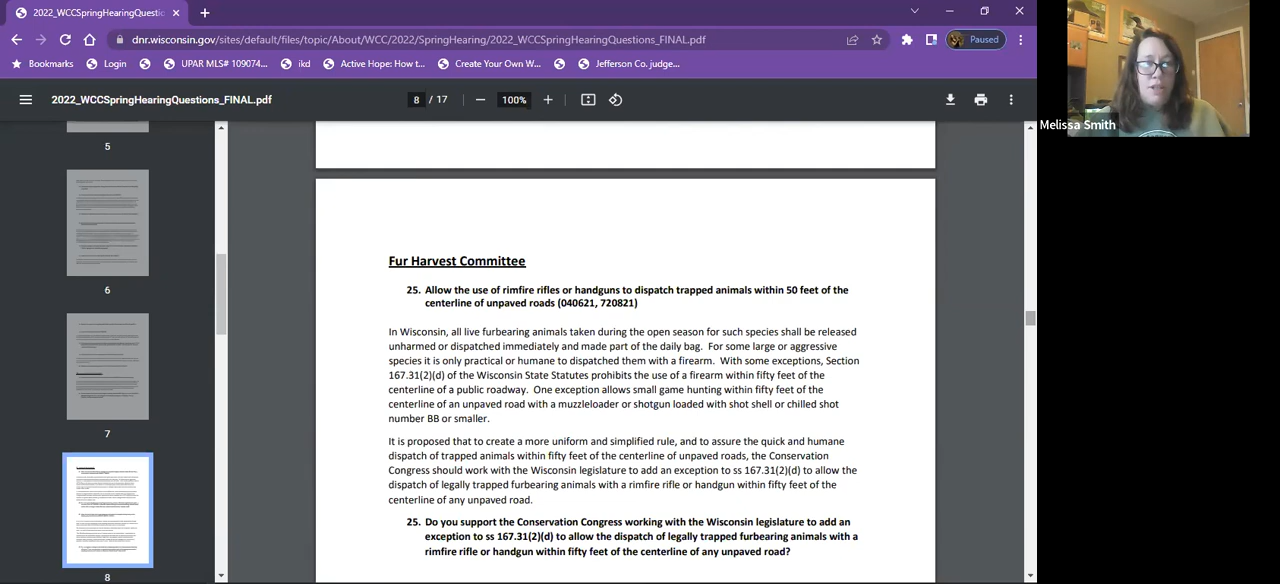 2022_WCCSpringHearingQuestic
dnr.wisconsin.gov/sites/default/files/topic/About/WCC/2022/SpringHearing/2022_WCCSpringHearingQuestions_FINAL.pdf
Paused
Bookmarks
Login
UPAR MLS# 109074...
ikd
Active Hope: How t...
Create Your Own W...
Jefferson Co. judge...
2022_WCCSpringHearingQuestions_FINAL.pdf
8 / 17
100%
Melissa Smith
5
6
7
8
Fur Harvest Committee
25. Allow the use of rimfire rifles or handguns to dispatch trapped animals within 50 feet of the
centerline of unpaved roads (040621, 720821)
In Wisconsin, all live furbearing animals taken during the open season for such species shall be released
unharmed or dispatched immediately and made part of the daily bag. For some large or aggressive
species it is only practical or humane to dispatched them with a firearm. With some exceptions, Section
167.31(2)(d) of the Wisconsin State Statutes prohibits the use of a firearm within fifty feet of the
centerline of a public roadway. One exception allows small game hunting within fifty feet of the
centerline of an unpaved road with a muzzleloader or shotgun loaded with shot shell or chilled shot
number BB or smaller.
It is proposed that to create a more uniform and simplified rule, and to assure the quick and humane
dispatch of trapped animals within fifty feet of the centerline of unpaved roads, the Conservation
Congress should work with the Wisconsin legislature to add an exception to ss 167.31(2)(d) to allow the
dispatch of legally trapped furbearing animals with a rimfire rifle or handgun within fifty feet of the
centerline of any unpaved road.
25. Do you support the Conservation Congress working with the Wisconsin legislature to add an
exception to ss 167.31(2)(d) to allow the dispatch of legally trapped furbearing animals with a
rimfire rifle or handgun within fifty feet of the centerline of any unpaved road?